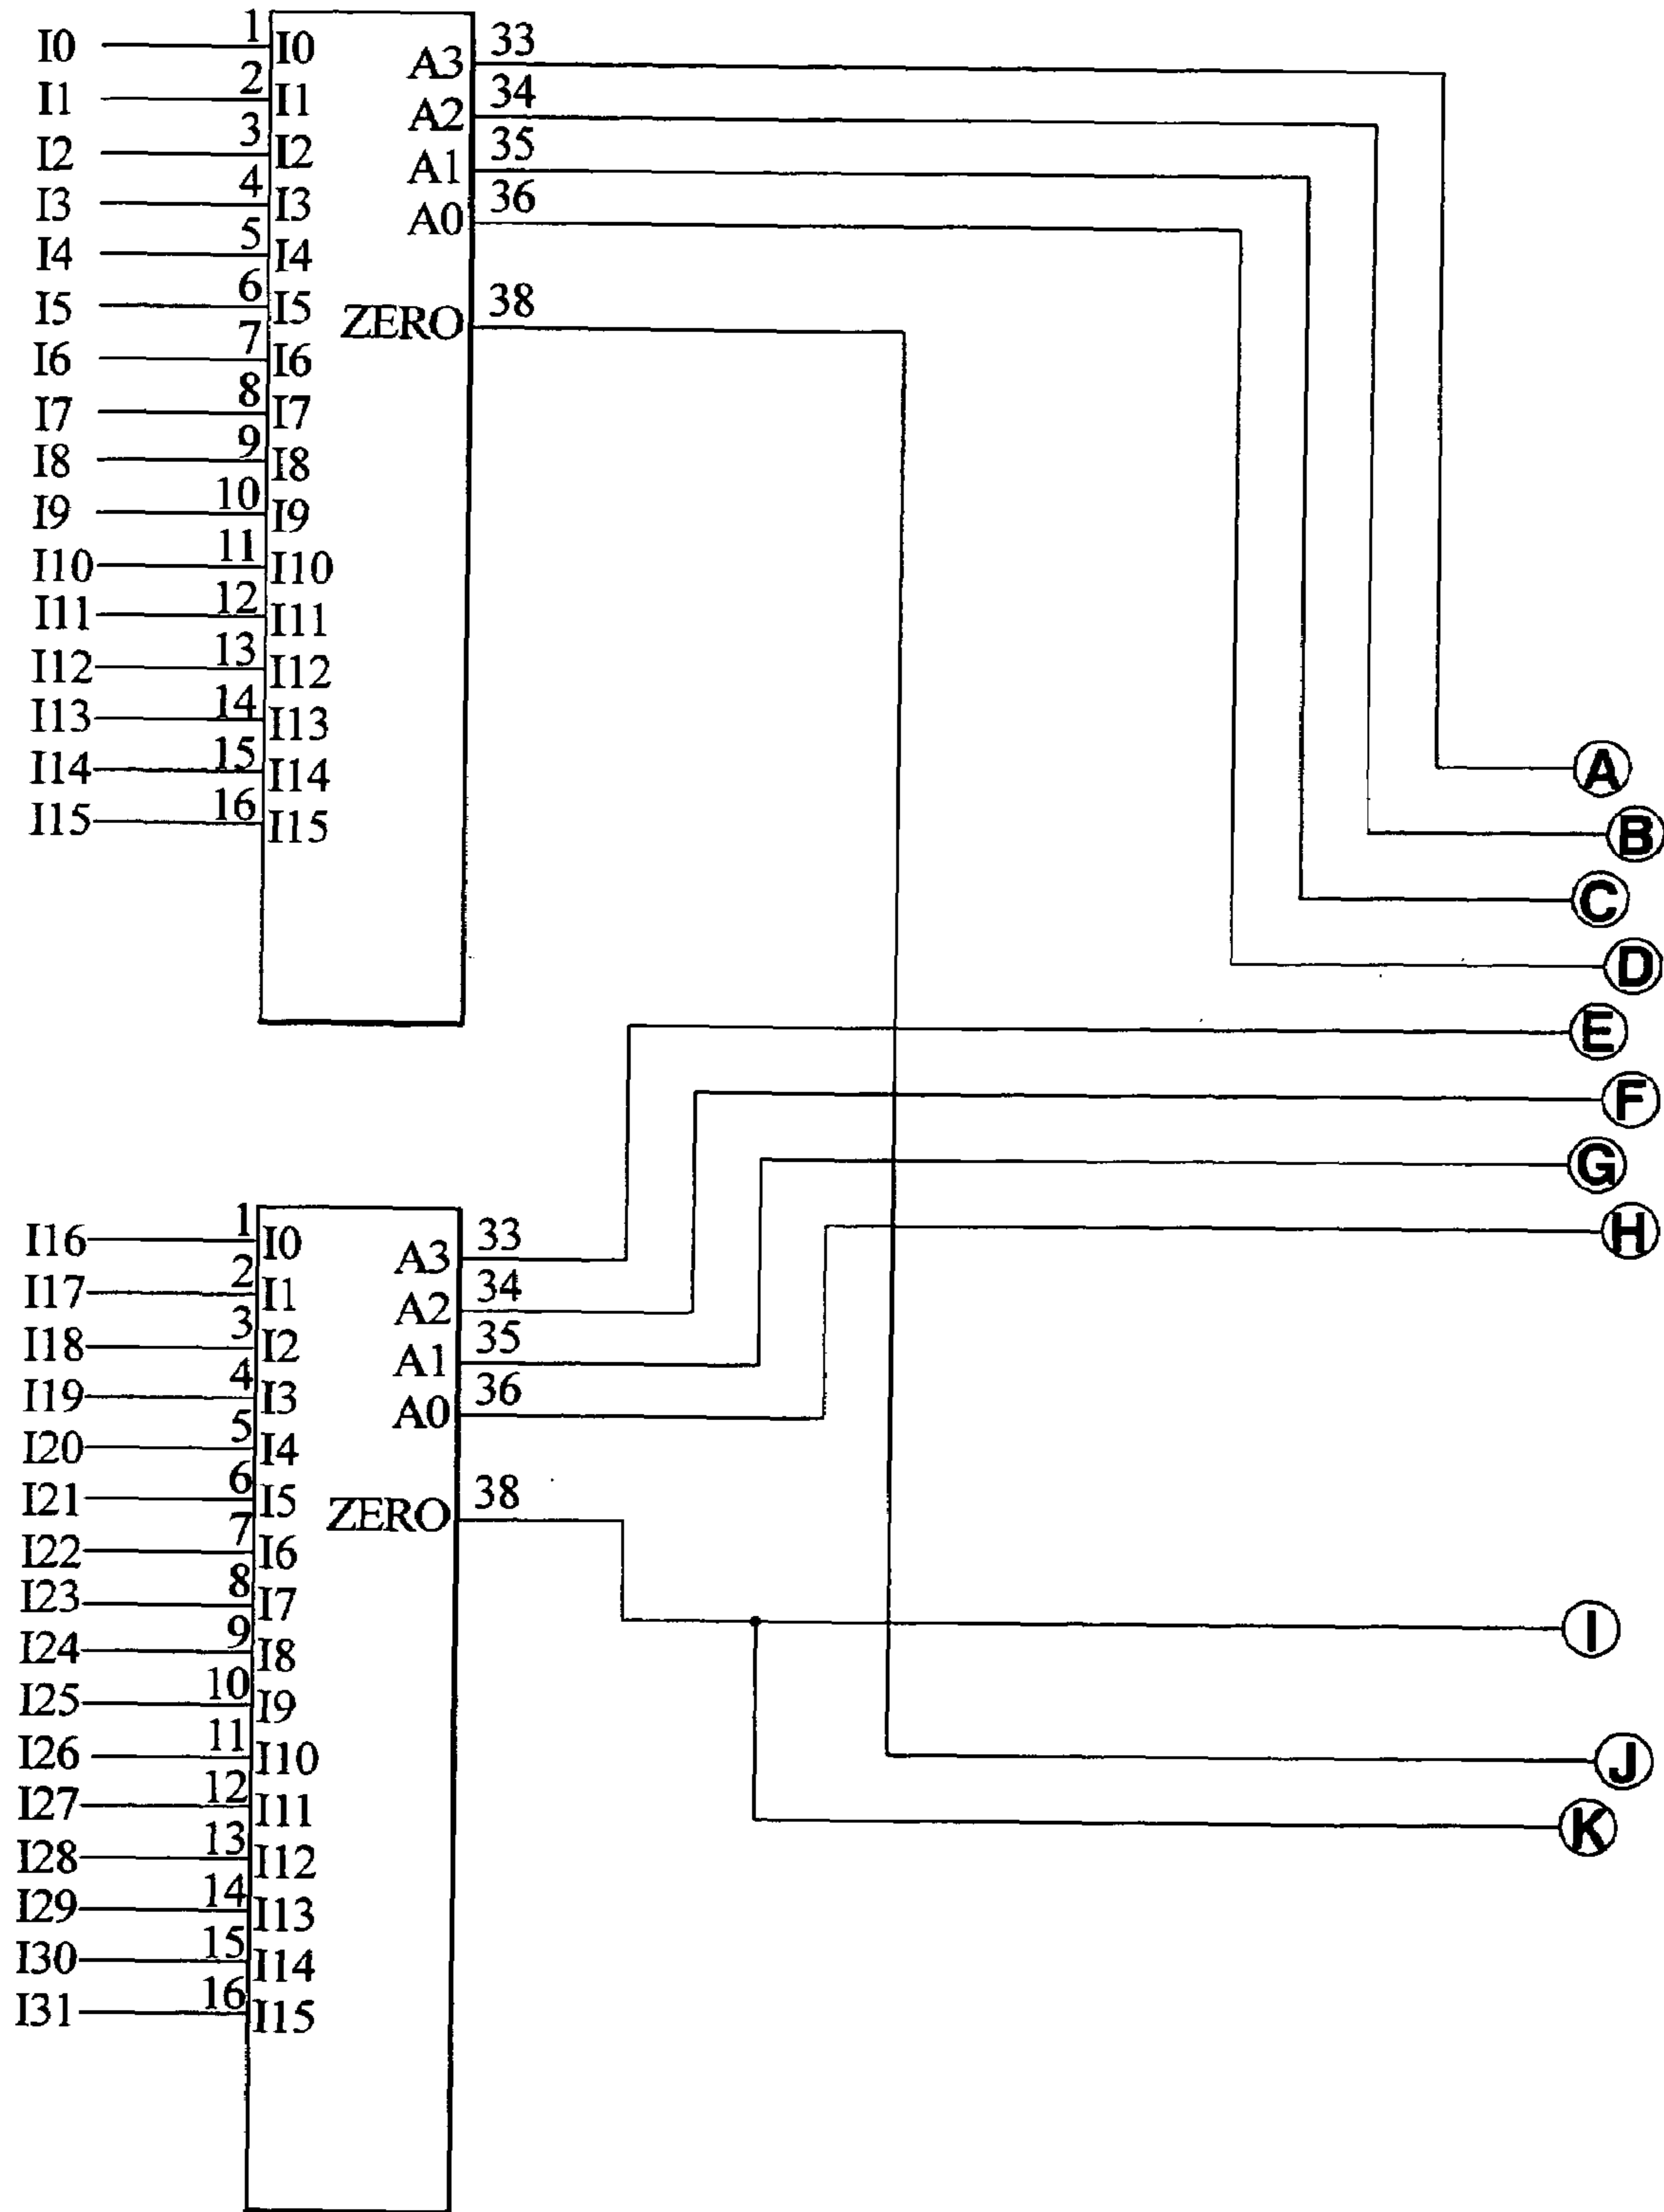 I0 1 I0 A3 33
I1 2 I1 A2 34
I2 3 I2 A1 35
I3 4 I3 A0 36
I4 5 I4
I5 6 I5 ZERO 38
I6 7 I6
I7 8 I7
I8 9 I8
I9 10 I9
I10 11 I10
I11 12 I11
I12 13 I12
I13 14 I13
I14 15 I14 A
I15 16 I15 B
C
D
E
F
G
I16 1 I0 A3 33 H
I17 2 I1 A2 34
I18 3 I2 A1 35
I19 4 I3 A0 36
I20 5 I4
I21 6 I5 ZERO 38
I22 7 I6
I23 8 I7 I
I24 9 I8
I25 10 I9
I26 11 I10 J
I27 12 I11 K
I28 13 I12
I29 14 I13
I30 15 I14
I31 16 I15